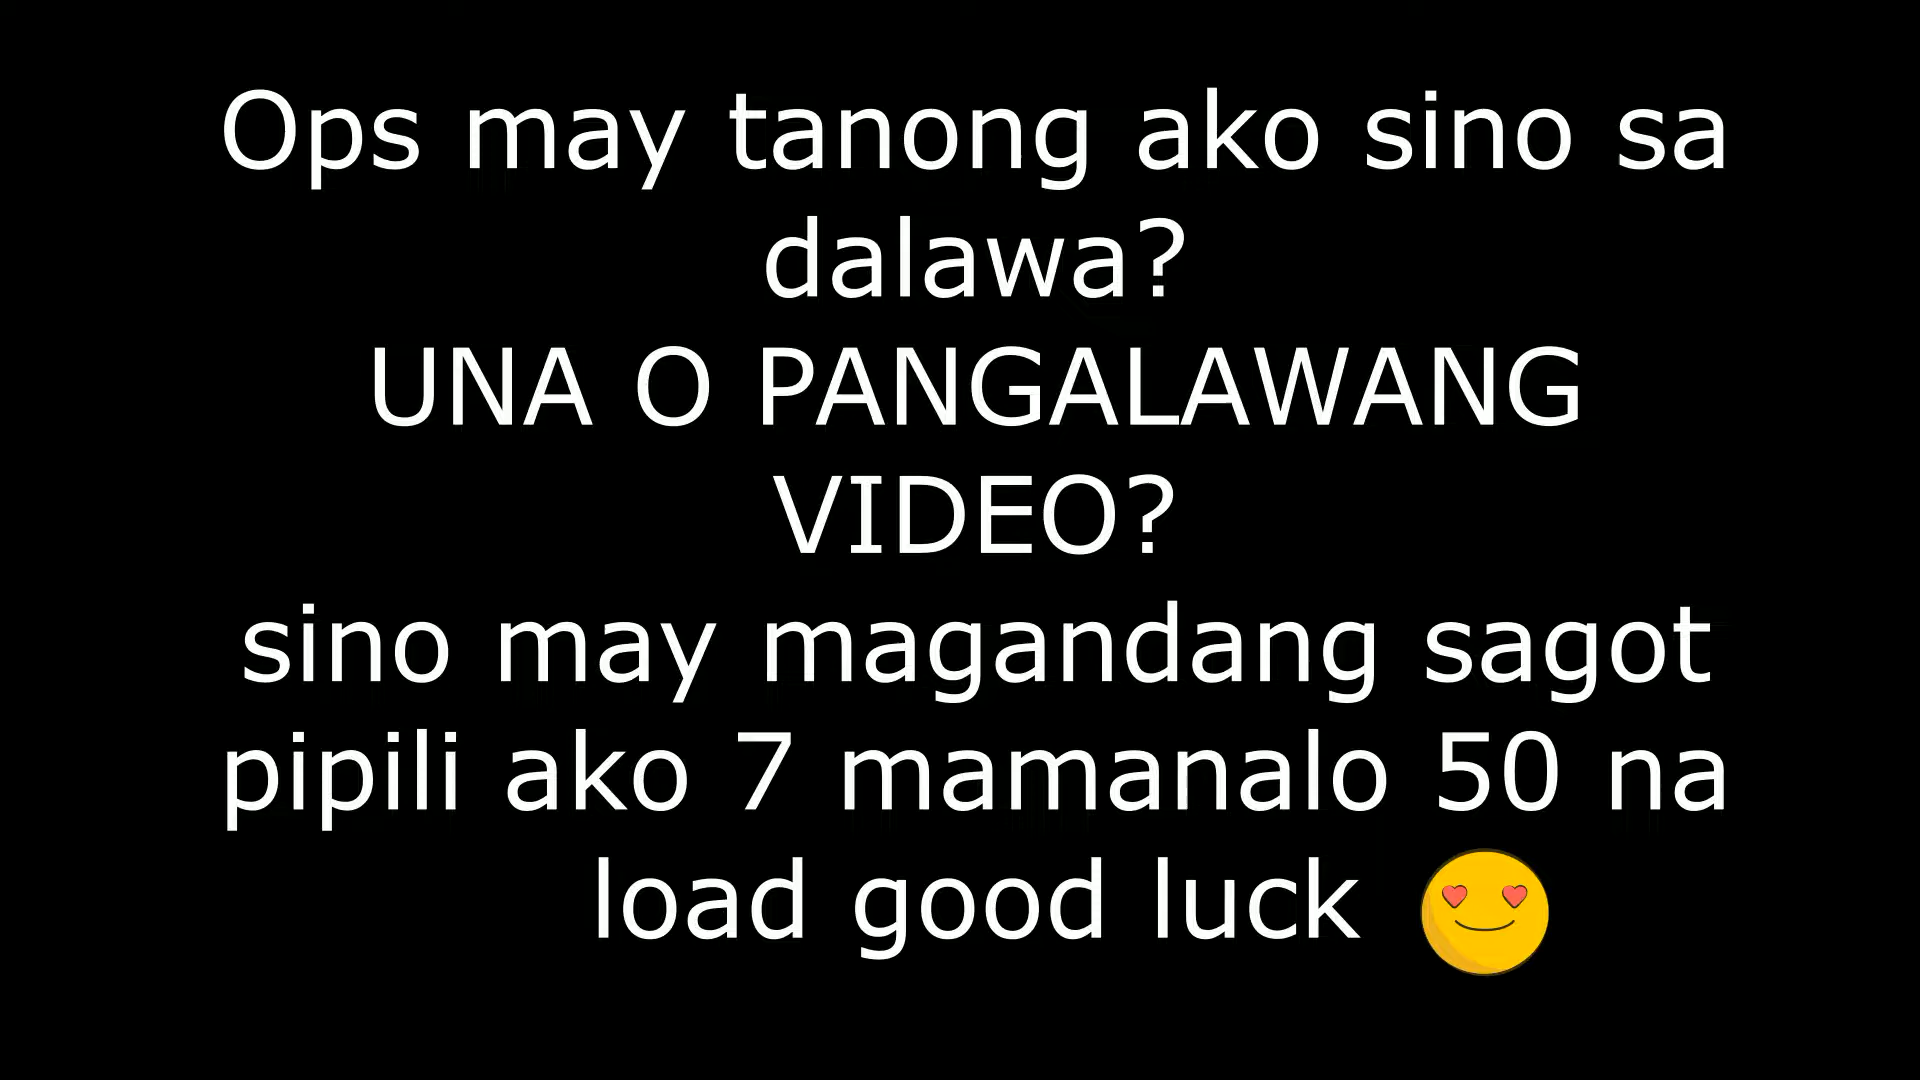 Ops may tanong ako sino sa
dalawa?
UNA O PANGALAWANG
VIDEO?
sino may magandang sagot
pipili ako 7 mamanalo 50 na
load good luck 😍